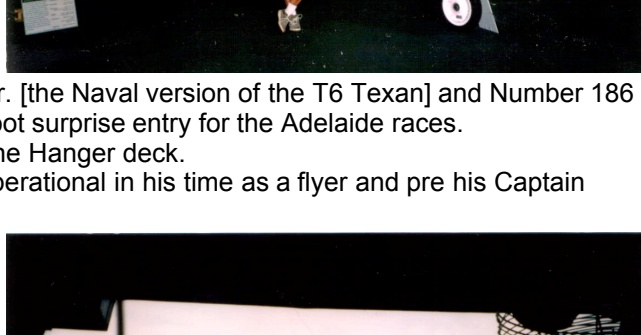 r. [the Naval version of the T6 Texan] and Number 186
oot surprise entry for the Adelaide races.
he Hanger deck.
perational in his time as a flyer and pre his Captain